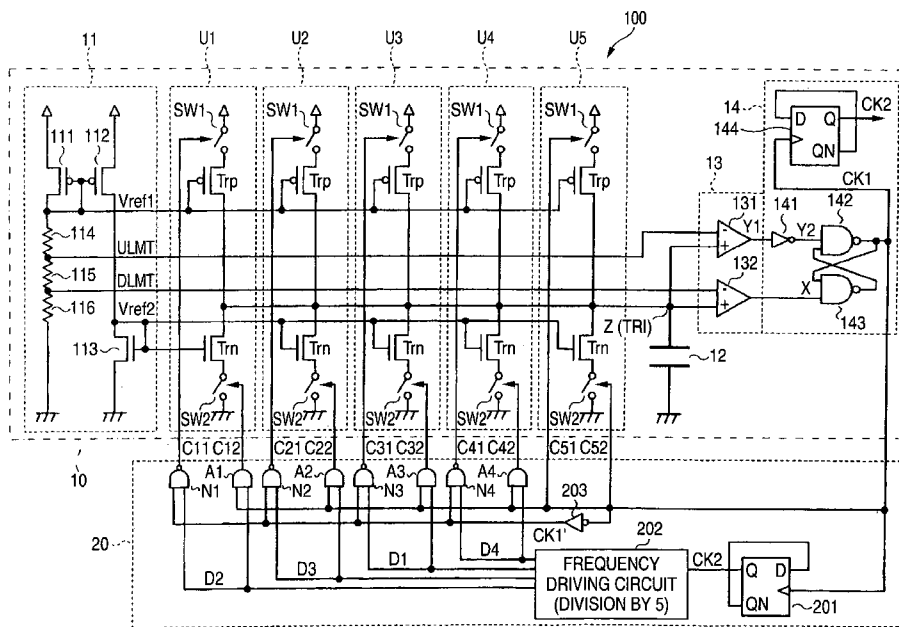 11 U1 U2 U3 U4 U5 100
SW1 SW1 SW1 SW1 SW1
14 D Q CK2
144 QN
111 112
13 CK1
Trp Trp Trp Trp Trp
Vref1
131 141 142
114 ULMT - Y1 Y2
+
115 DLMT - 132
116 Vref2 + X
Z (TRI) 143
113 Trn Trn Trn Trn Trn 12
SW2 SW2 SW2 SW2 SW2
C11 C12 C21 C22 C31 C32 C41 C42 C51 C52
10 A1 A2 A3 A4
N1 N2 N3 N4 203
CK1'
20 202
D2 D3 D1 D4
FREQUENCY
DRIVING CIRCUIT
(DIVISION BY 5)
CK2 Q D
QN 201